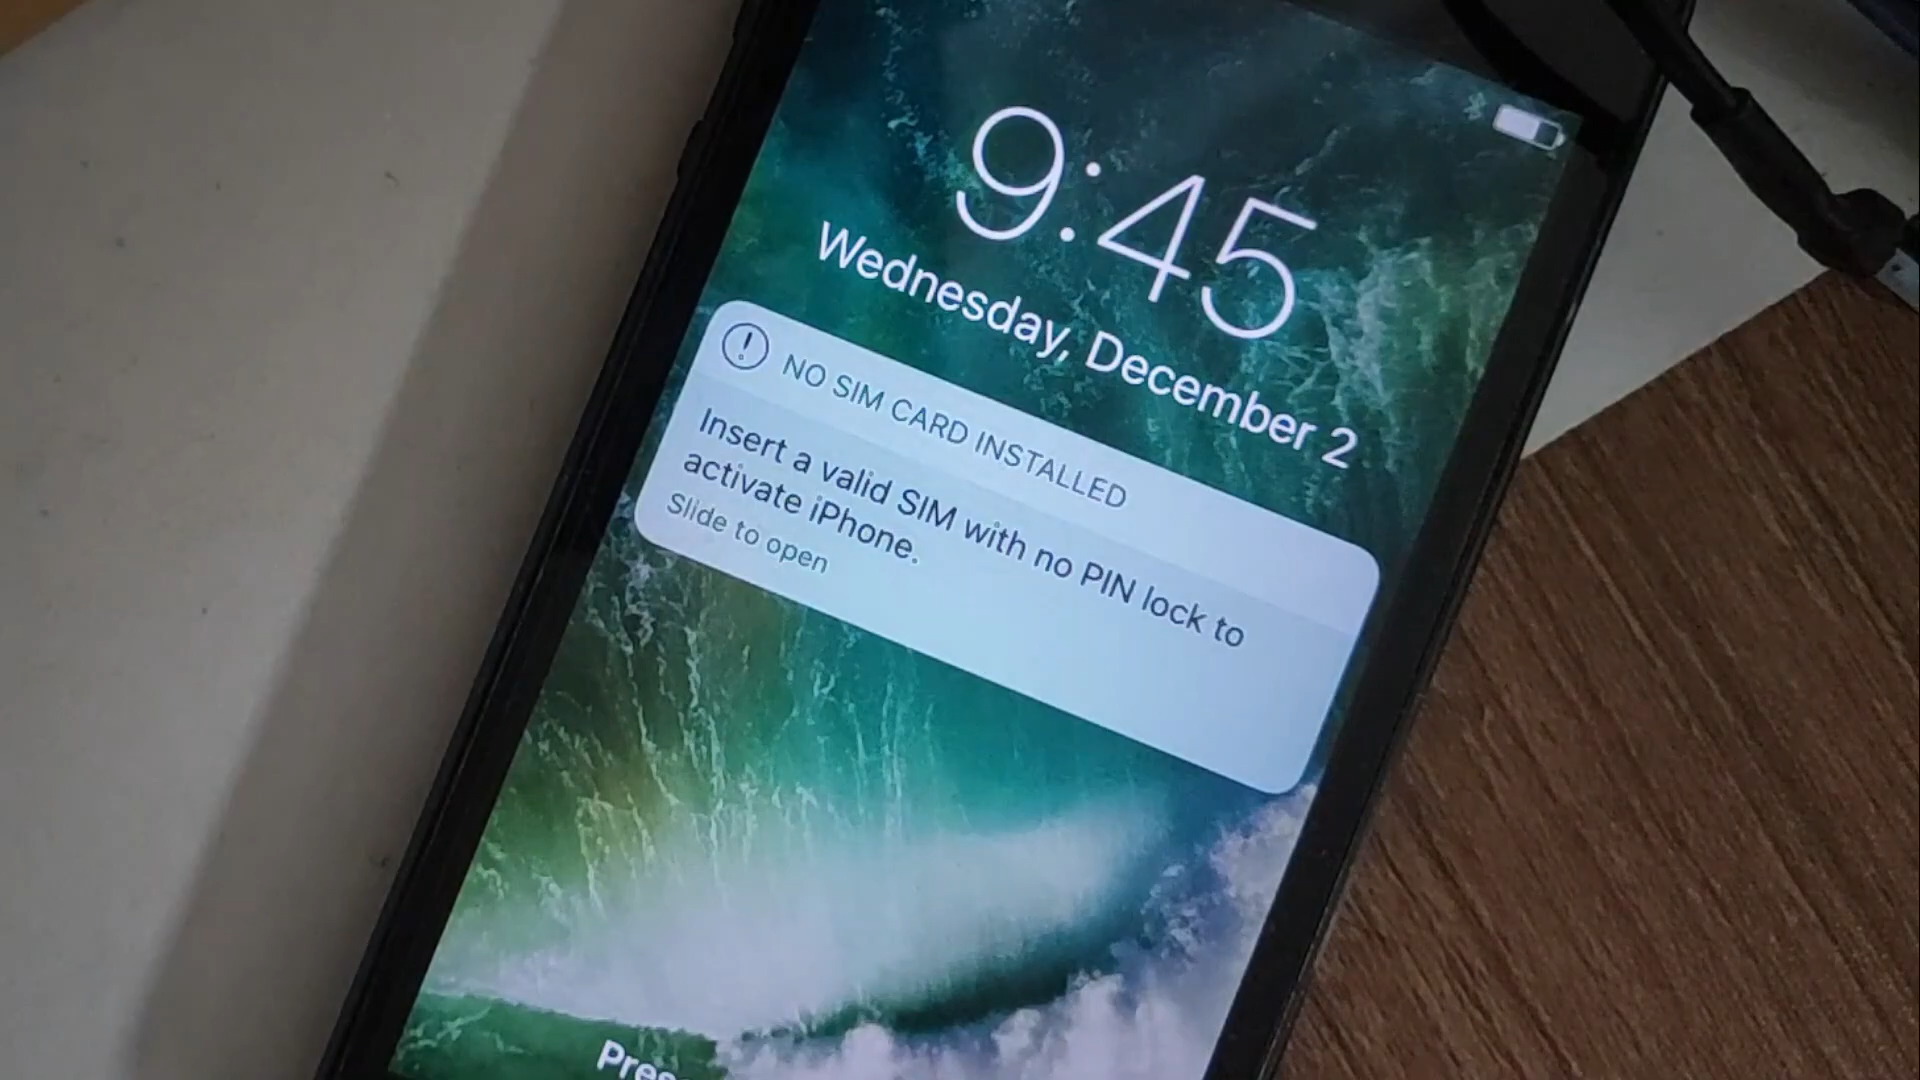 9:45
Wednesday, December 2
NO SIM CARD INSTALLED
Insert a valid SIM with no PIN lock to
activate iPhone.
Slide to open